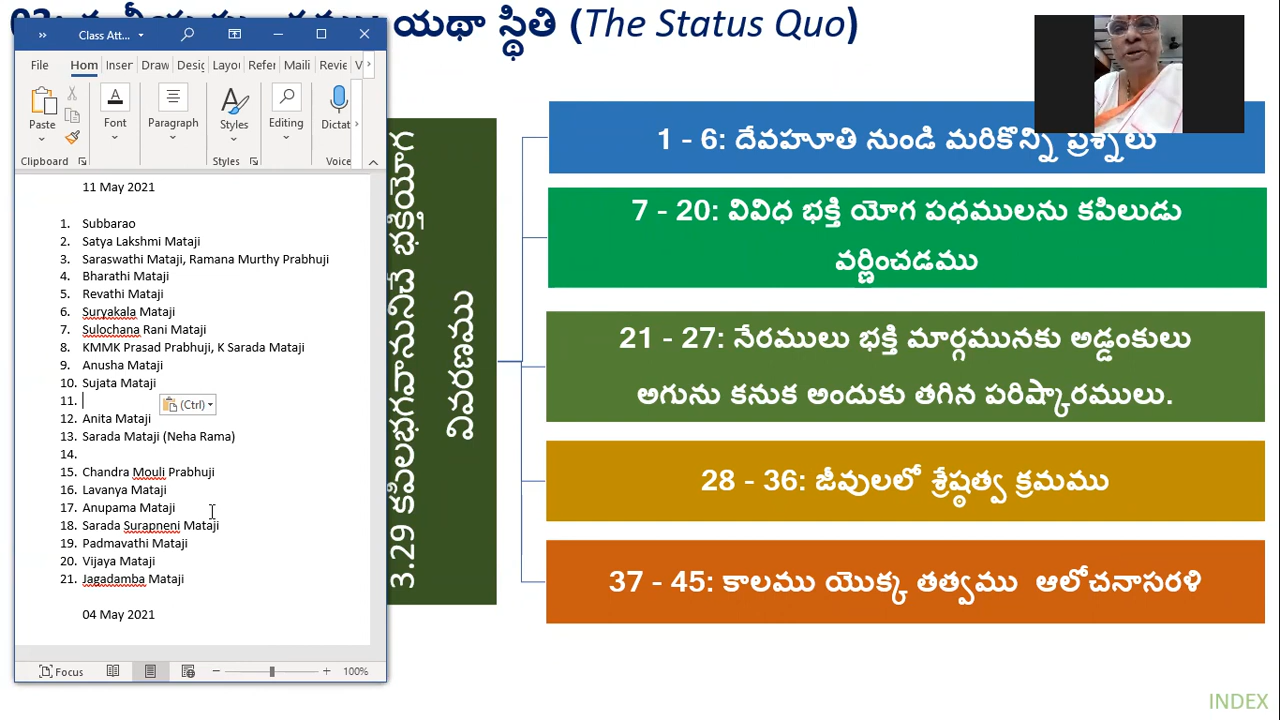 యథా స్థితి (The Status Quo)
Class Att...
File
Hom
Inser
Draw
Desig
Layou
Refer
Maili
Revie
V
Paste
Font
Paragraph
Styles
Editing
Dictat
Clipboard
Styles
Voice
11 May 2021
1. Subbarao
2. Satya Lakshmi Mataji
3. Saraswathi Mataji, Ramana Murthy Prabhuji
4. Bharathi Mataji
5. Revathi Mataji
6. Suryakala Mataji
7. Sulochana Rani Mataji
8. KMMK Prasad Prabhuji, K Sarada Mataji
9. Anusha Mataji
10. Sujata Mataji
11.
(Ctrl)
12. Anita Mataji
13. Sarada Mataji (Neha Rama)
14.
15. Chandra Mouli Prabhuji
16. Lavanya Mataji
17. Anupama Mataji
18. Sarada Surapneni Mataji
19. Padmavathi Mataji
20. Vijaya Mataji
21. Jagadamba Mataji
04 May 2021
Focus
100%
3.29 కపిలభగవానునిచే భక్తియోగ
వివరణము
1 - 6: దేవహూతి నుండి మరికొన్ని ప్రశ్నలు
7 - 20: వివిధ భక్తి యోగ పధములను కపిలుడు
వర్ణించడము
21 - 27: నేరములు భక్తి మార్గమునకు అడ్డంకులు
అగును కనుక అందుకు తగిన పరిష్కారములు.
28 - 36: జీవులలో శ్రేష్ఠత్వ క్రమము
37 - 45: కాలము యొక్క తత్వము ఆలోచనాసరళి
INDEX